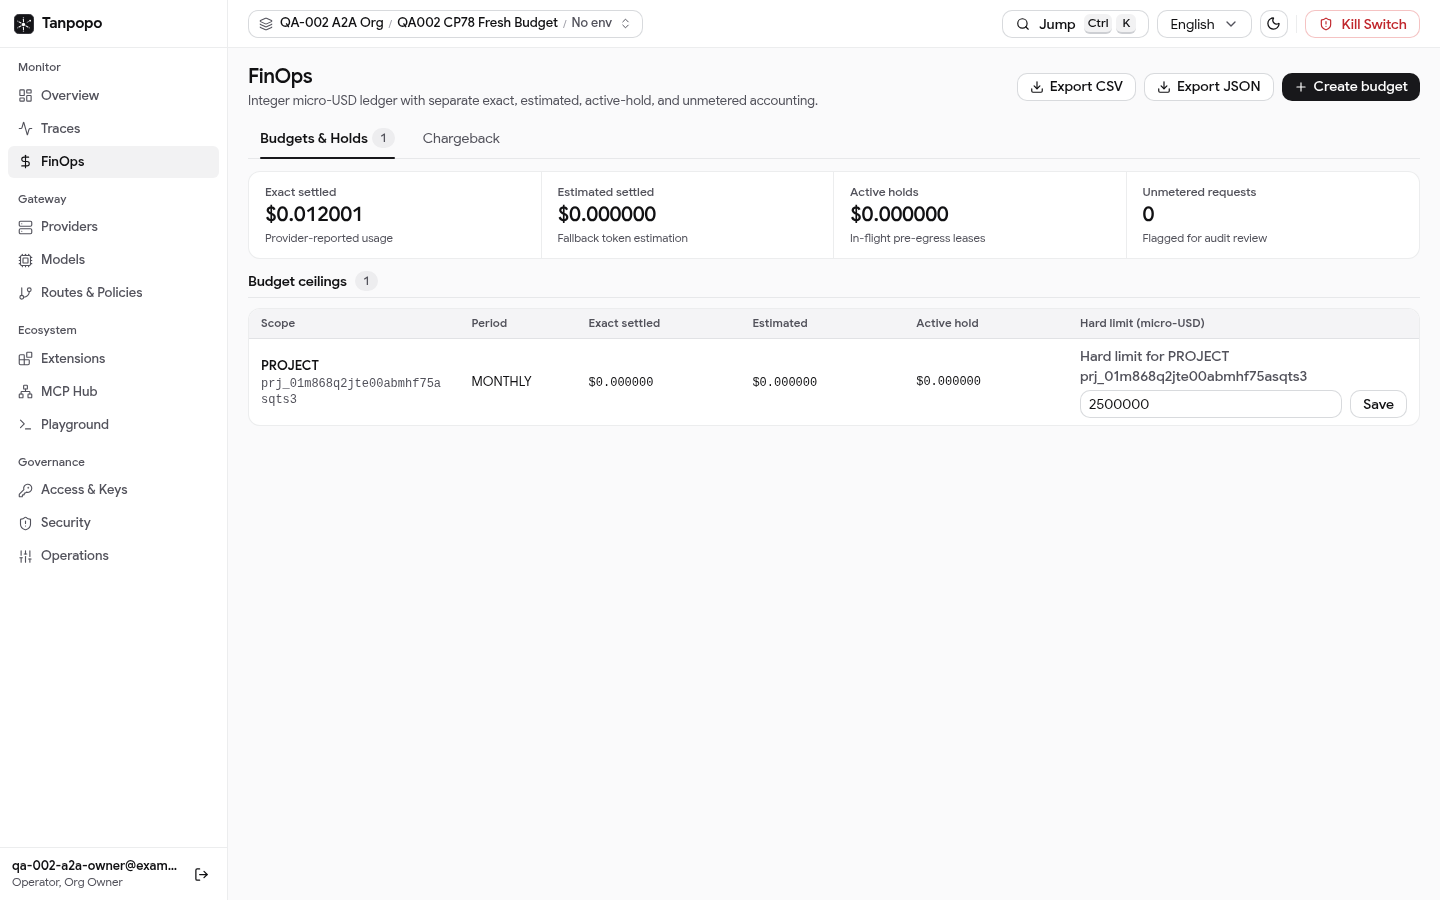 Tanpopo
QA-002 A2A Org / QA002 CP78 Fresh Budget / No env
Jump Ctrl K
English
Kill Switch
Monitor
Overview
Traces
FinOps
Gateway
Providers
Models
Routes & Policies
Ecosystem
Extensions
MCP Hub
Playground
Governance
Access & Keys
Security
Operations
qa-002-a2a-owner@exam...
Operator, Org Owner
FinOps
Integer micro-USD ledger with separate exact, estimated, active-hold, and unmetered accounting.
Export CSV
Export JSON
Create budget
Budgets & Holds 1
Chargeback
Exact settled
$0.012001
Provider-reported usage
Estimated settled
$0.000000
Fallback token estimation
Active holds
$0.000000
In-flight pre-egress leases
Unmetered requests
0
Flagged for audit review
Budget ceilings 1
Scope Period Exact settled Estimated Active hold Hard limit (micro-USD)
PROJECT
prj_01m868q2jte00abmhf75a
sqts3
MONTHLY
$0.000000
$0.000000
$0.000000
Hard limit for PROJECT
prj_01m868q2jte00abmhf75asqts3
2500000
Save